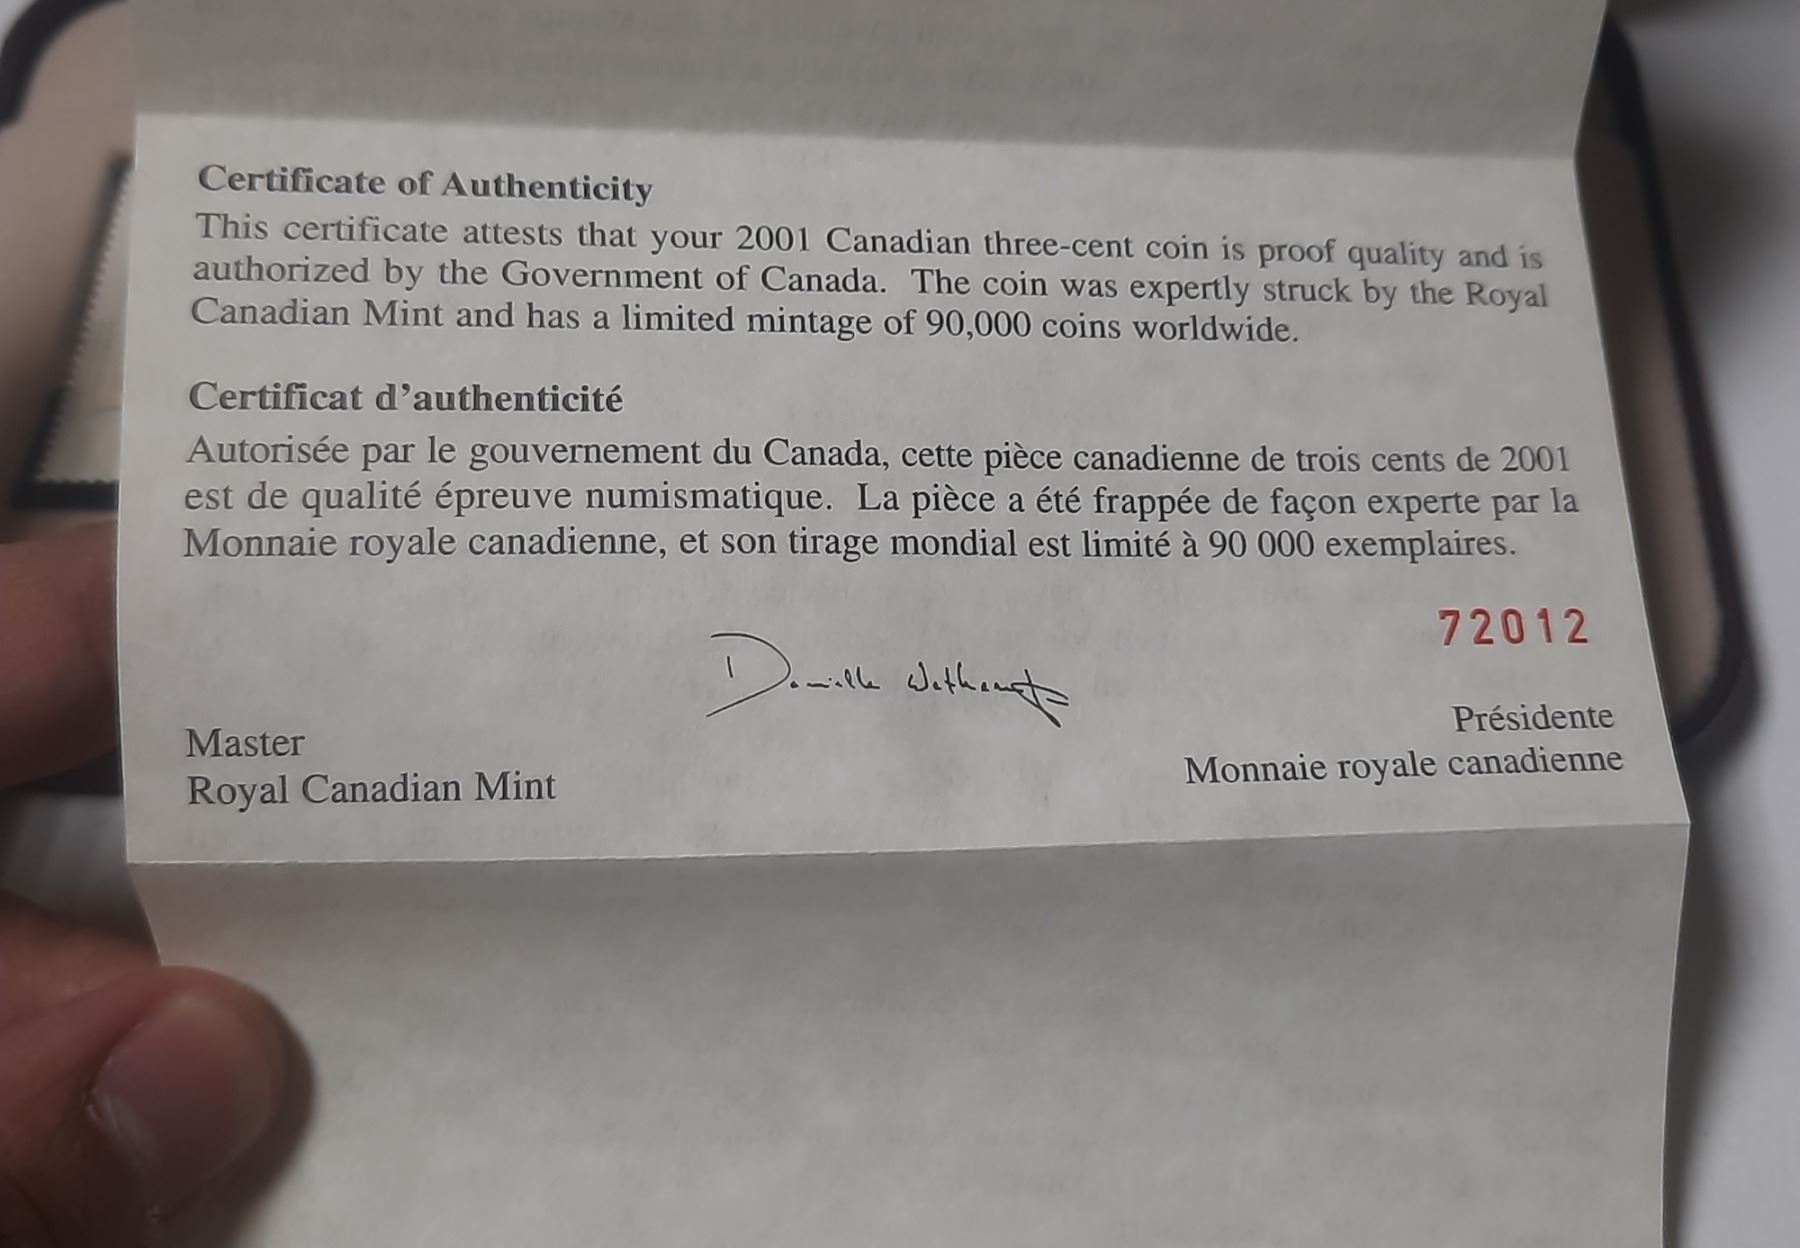 Certificate of Authenticity
This certificate attests that your 2001 Canadian three-cent coin is proof quality and is
authorized by the Government of Canada. The coin was expertly struck by the Royal
Canadian Mint and has a limited mintage of 90,000 coins worldwide.
Certificat d'authenticité
Autorisée par le gouvernement du Canada, cette pièce canadienne de trois cents de 2001
est de qualité épreuve numismatique. La pièce a été frappée de façon experte par la
Monnaie royale canadienne, et son tirage mondial est limité à 90 000 exemplaires.
72012
Master
Royal Canadian Mint
Présidente
Monnaie royale canadienne